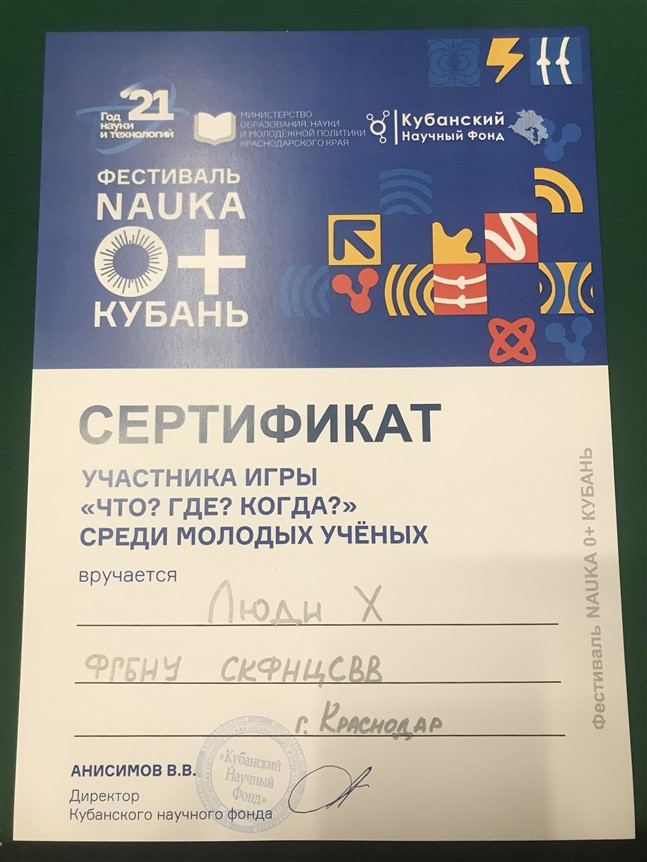 Год
науки
и технологий
'21
МИНИСТЕРСТВО
ОБРАЗОВАНИЯ, НАУКИ
И МОЛОДЁЖНОЙ ПОЛИТИКИ
КРАСНОДАРСКОГО КРАЯ
Кубанский
Научный Фонд
ФЕСТИВАЛЬ
NAUKA
0+
КУБАНЬ
СЕРТИФИКАТ
УЧАСТНИКА ИГРЫ
«ЧТО? ГДЕ? КОГДА?»
СРЕДИ МОЛОДЫХ УЧЁНЫХ
вручается
Люди Х
ФГБНУ СКФНЦСВВ
г. Краснодар
АНИСИМОВ В.В.
Директор
Кубанского научного фонда
«Кубанский
Научный
Фонд»
Фестиваль NAUKA 0+ КУБАНЬ